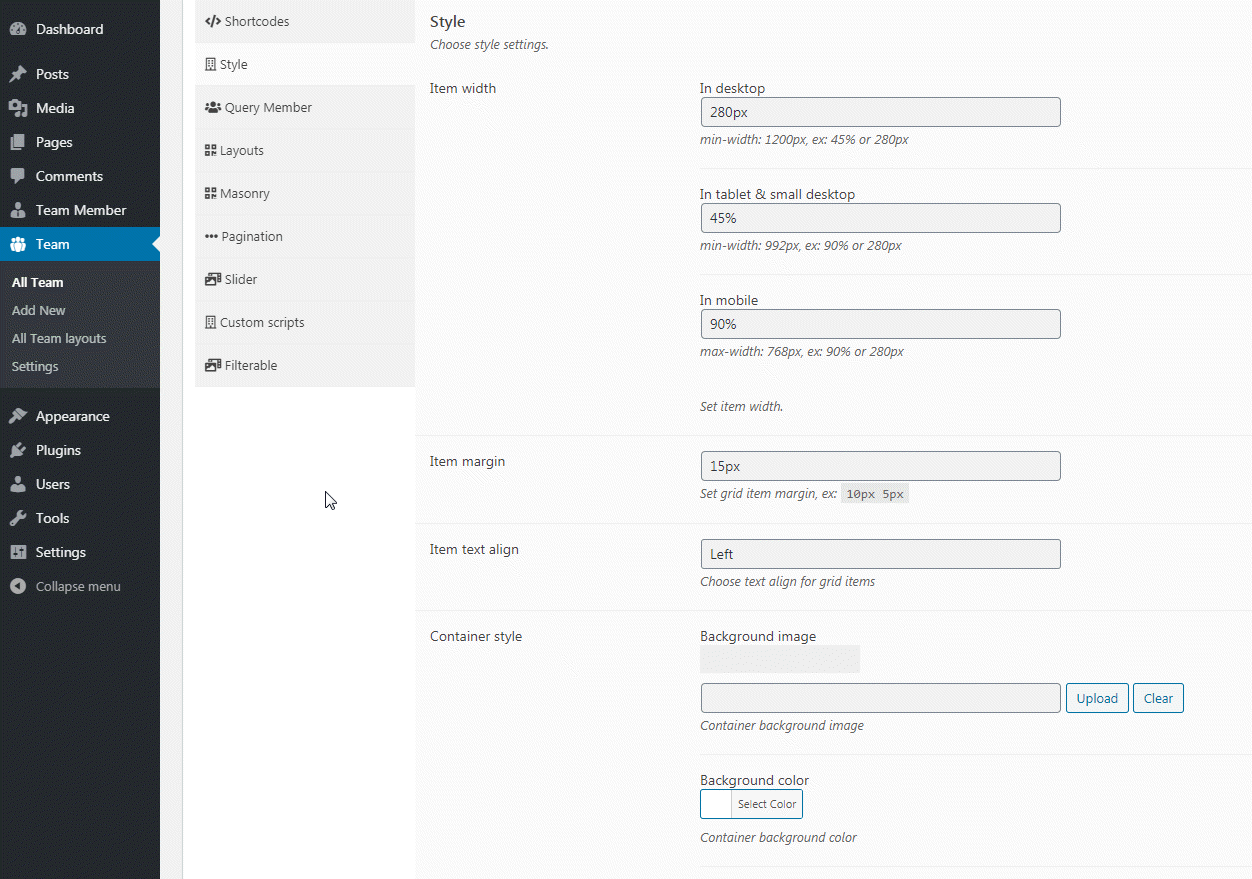 Dashboard
Posts
Media
Pages
Comments
Team Member
Team
All Team
Add New
All Team layouts
Settings
Appearance
Plugins
Users
Tools
Settings
Collapse menu
Shortcodes
Style
Query Member
Layouts
Masonry
Pagination
Slider
Custom scripts
Filterable
Style
Choose style settings.
Item width
In desktop
280px
min-width: 1200px, ex: 45% or 280px
In tablet & small desktop
45%
min-width: 992px, ex: 90% or 280px
In mobile
90%
max-width: 768px, ex: 90% or 280px
Set item width.
Item margin
15px
Set grid item margin, ex: 10px 5px
Item text align
Left
Choose text align for grid items
Container style
Background image
Upload Clear
Container background image
Background color
Select Color
Container background color